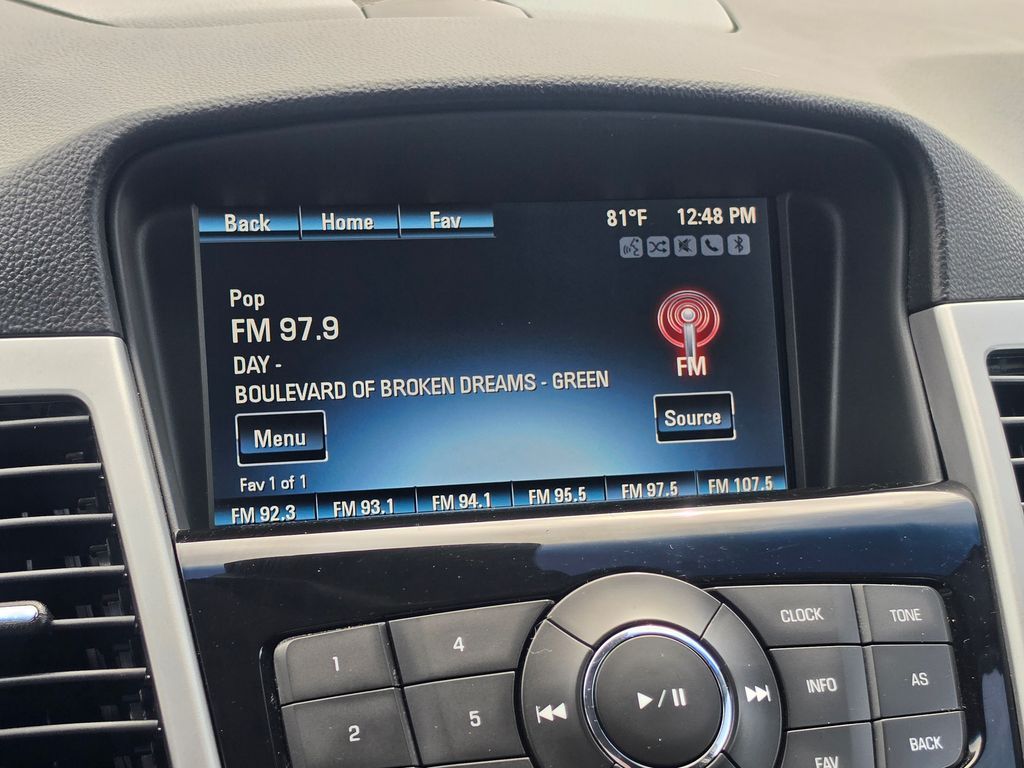 Back Home Fav 81°F 12:48 PM
Pop
FM 97.9
DAY -
FM
BOULEVARD OF BROKEN DREAMS - GREEN
Menu Source
Fav 1 of 1
FM 92.3 FM 93.1 FM 94.1 FM 95.5 FM 97.5 FM 107.5
1 4 CLOCK TONE
2 5 INFO AS
FAV BACK